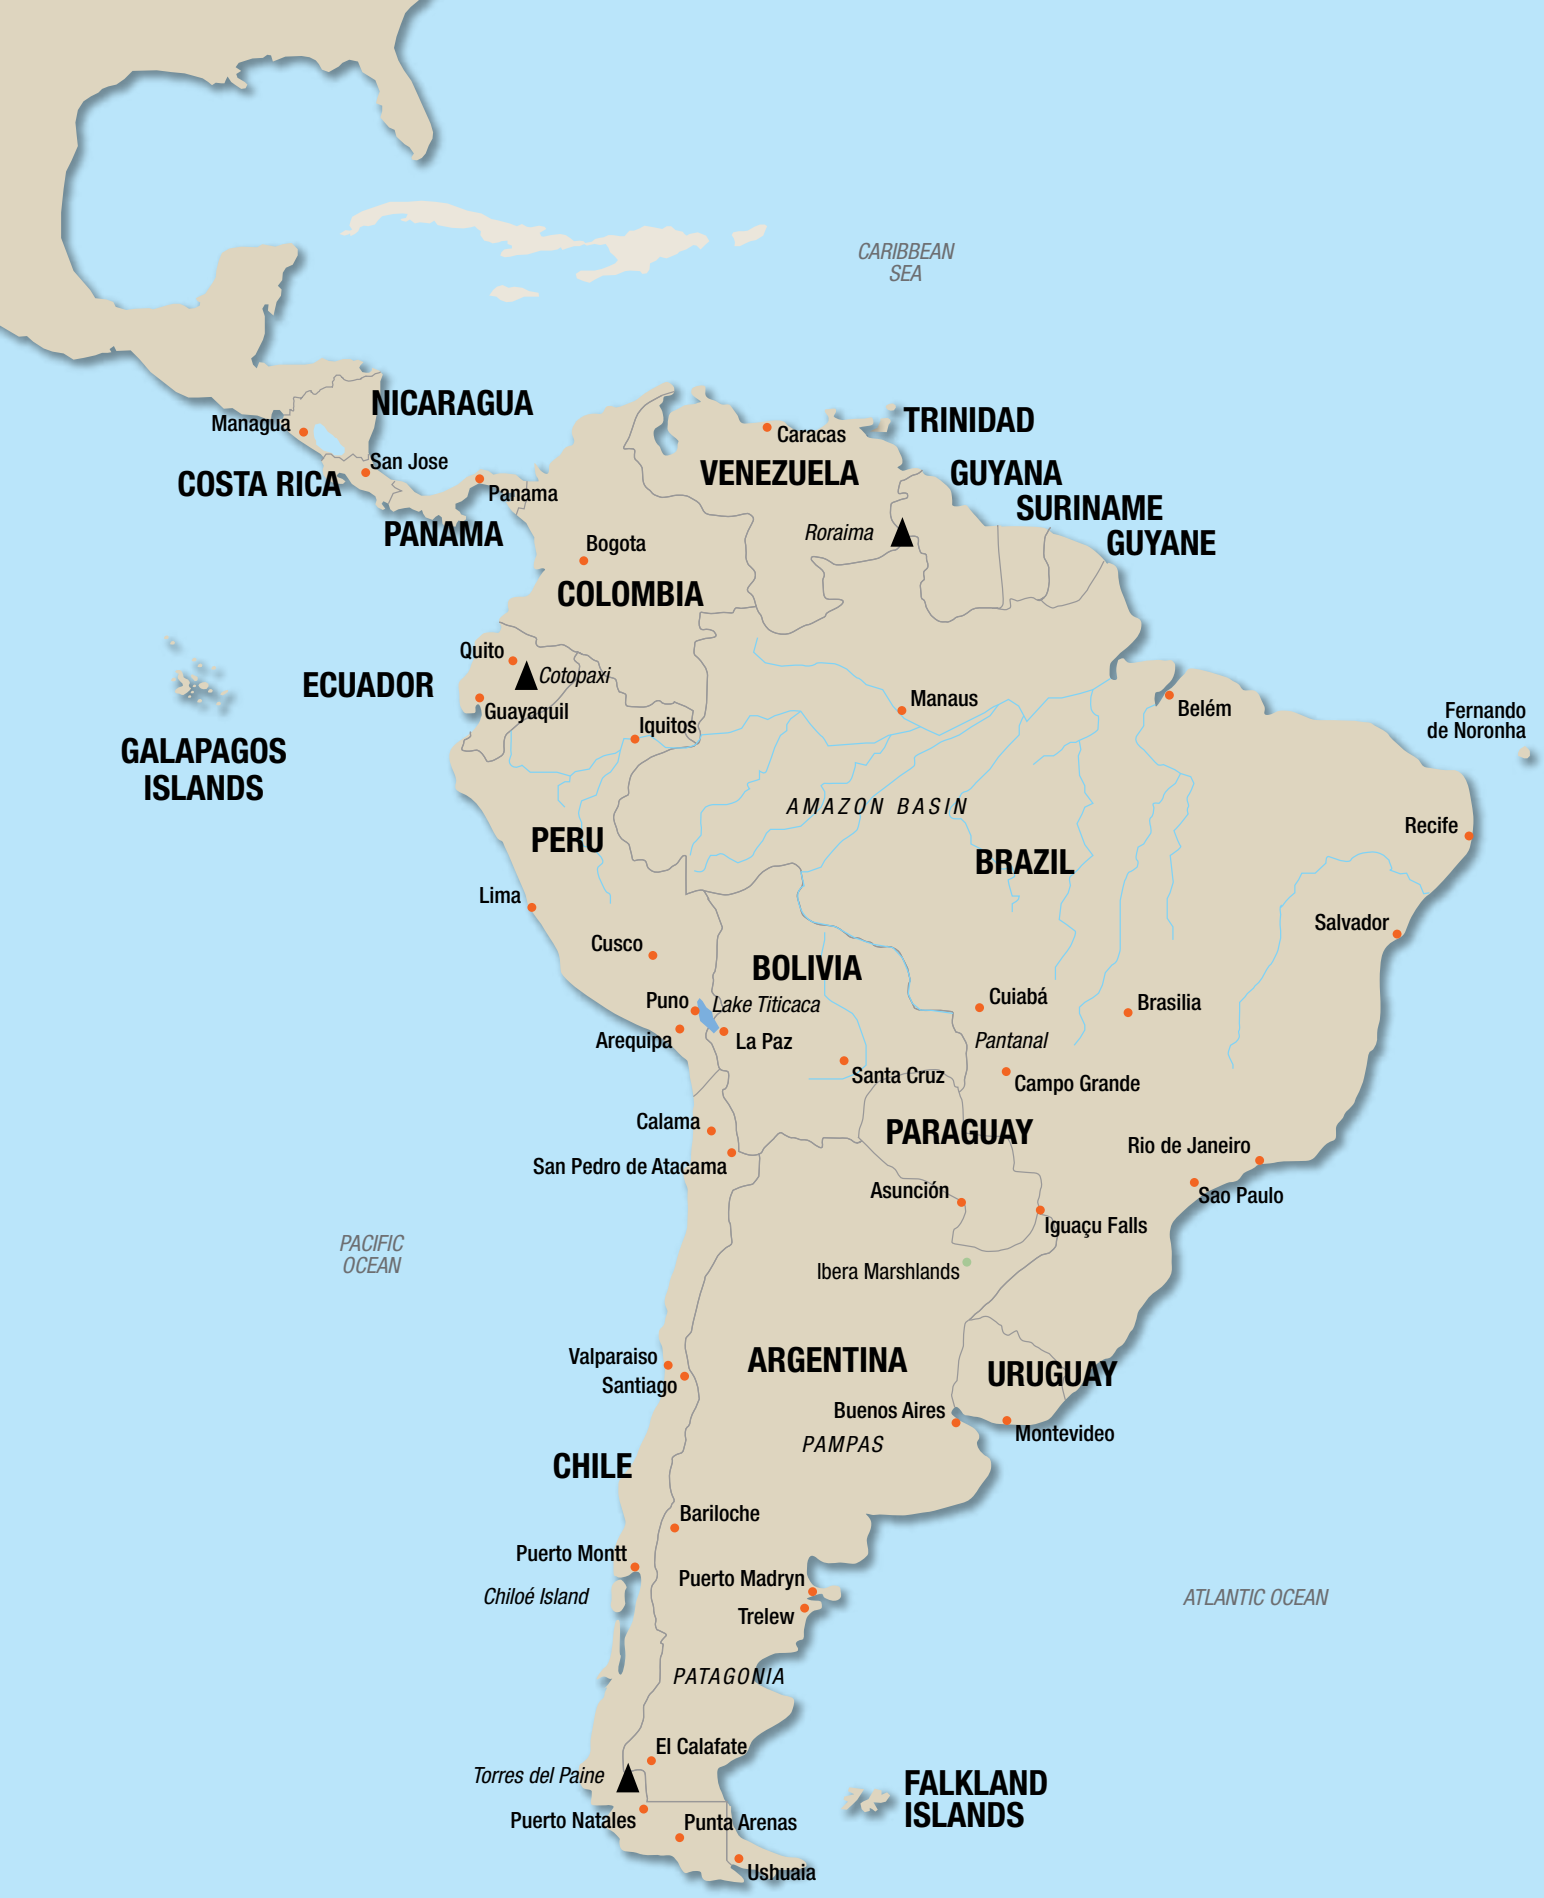 CARIBBEAN
SEA
NICARAGUA
Managua
TRINIDAD
Caracas
San Jose
VENEZUELA
GUYANA
COSTA RICA
Panama
SURINAME
PANAMA
Roraima
GUYANE
Bogota
COLOMBIA
Quito
Cotopaxi
ECUADOR
Guayaquil
Iquitos
Manaus
Belém
Fernando
de Noronha
GALAPAGOS
ISLANDS
AMAZON BASIN
Recife
PERU
BRAZIL
Lima
Salvador
Cusco
BOLIVIA
Puno
Lake Titicaca
Cuiabá
Brasilia
Arequipa
La Paz
Pantanal
Santa Cruz
Campo Grande
Calama
PARAGUAY
Rio de Janeiro
San Pedro de Atacama
Asunción
Sao Paulo
Iguaçu Falls
PACIFIC
OCEAN
Ibera Marshlands
Valparaiso
ARGENTINA
Santiago
URUGUAY
Buenos Aires
Montevideo
PAMPAS
CHILE
Bariloche
Puerto Montt
Puerto Madryn
Chiloé Island
ATLANTIC OCEAN
Trelew
PATAGONIA
El Calafate
Torres del Paine
FALKLAND
ISLANDS
Puerto Natales
Punta Arenas
Ushuaia